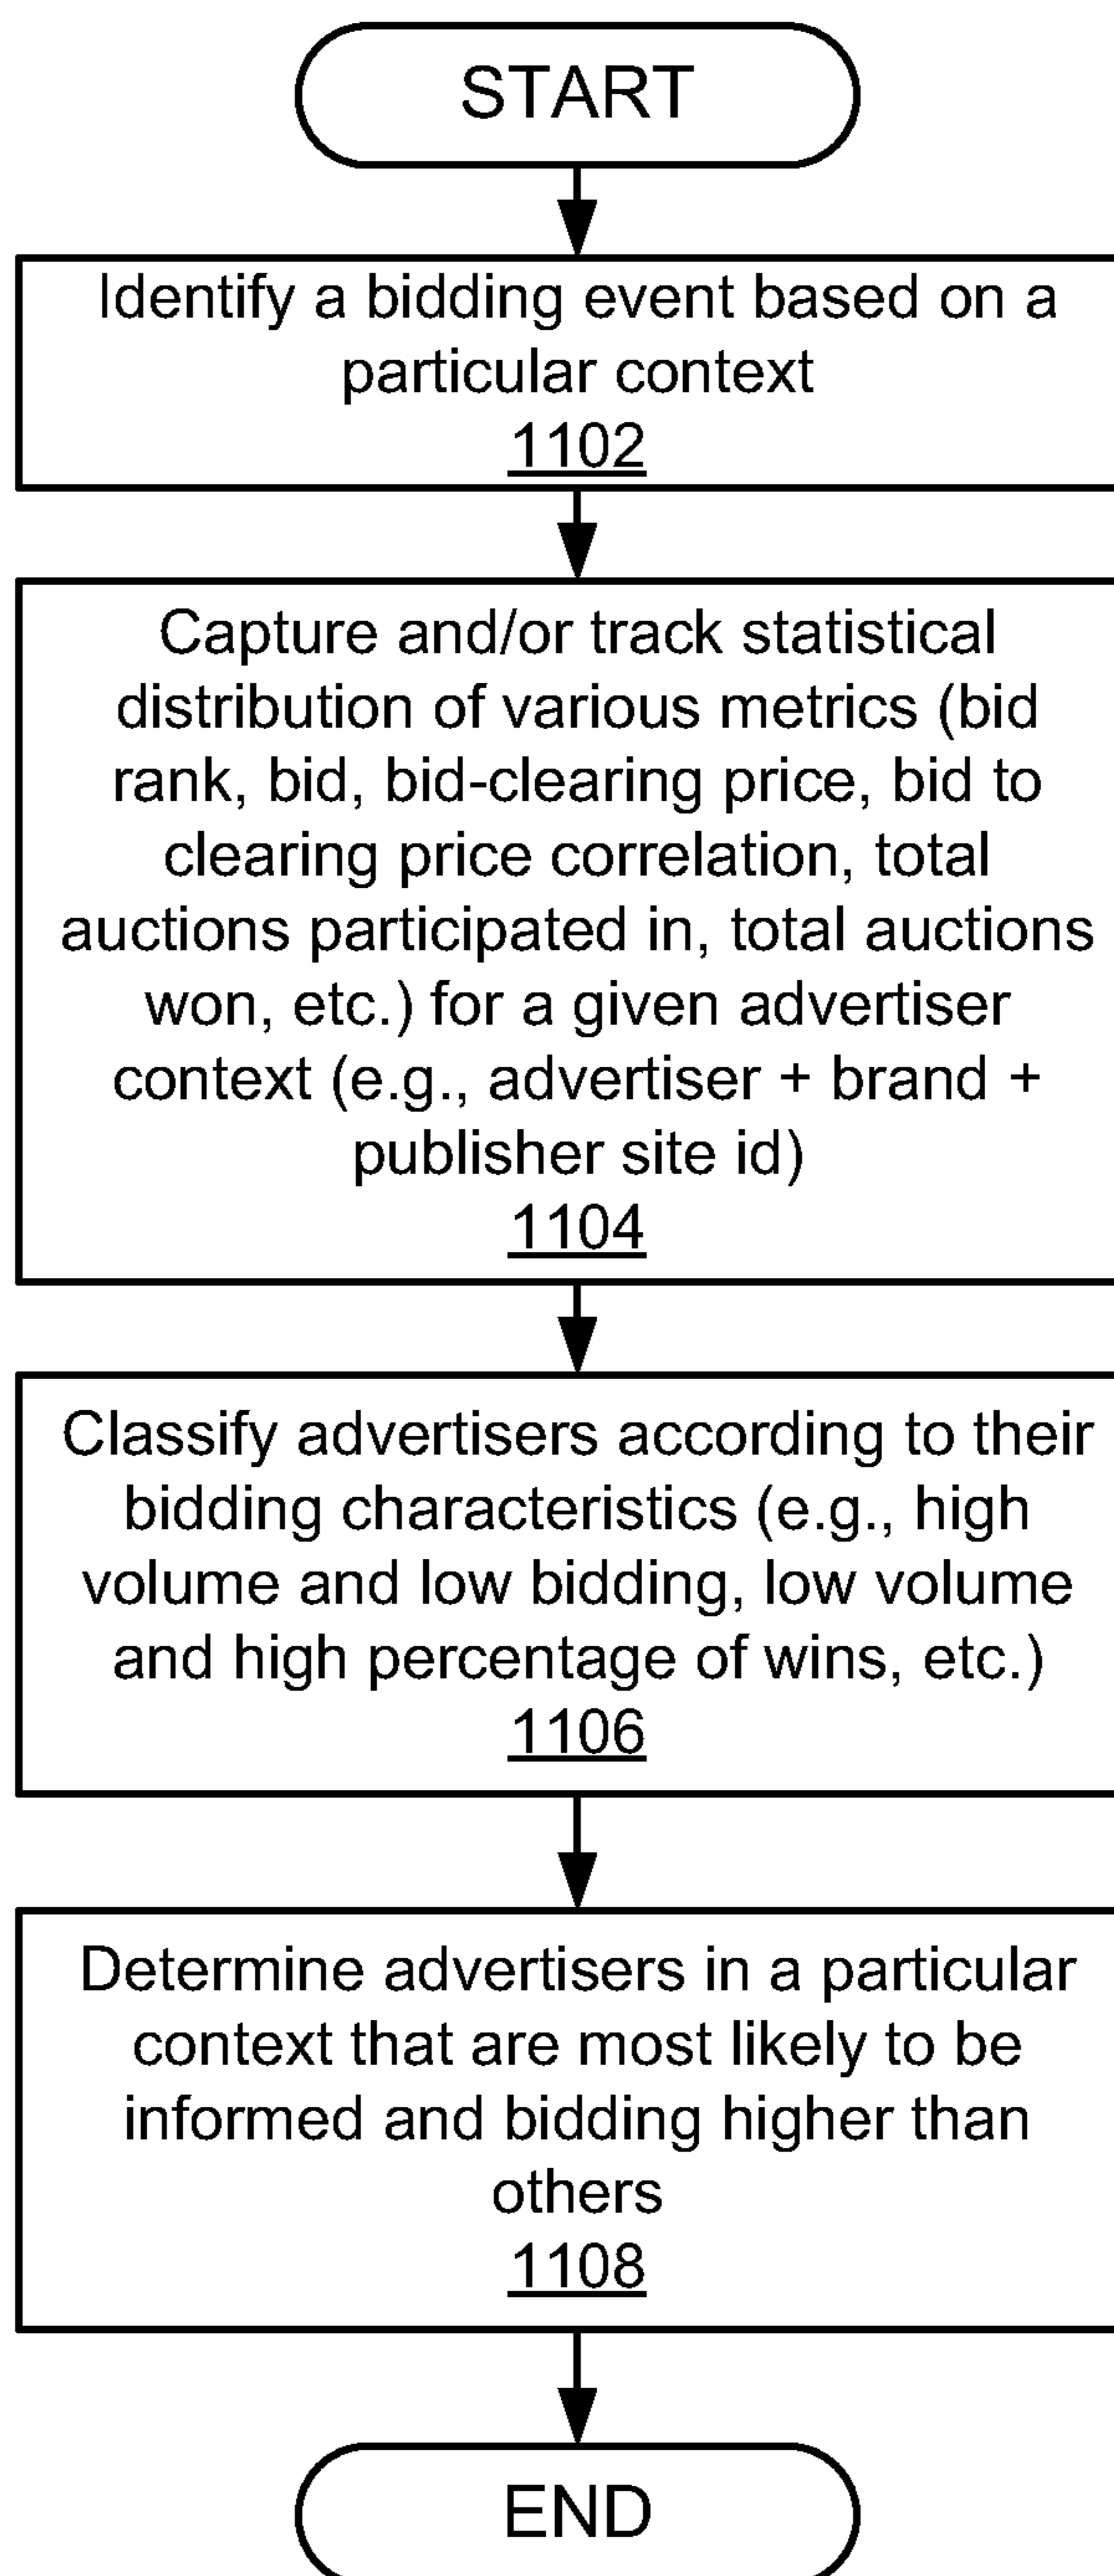 START
Identify a bidding event based on a
particular context
1102
Capture and/or track statistical
distribution of various metrics (bid
rank, bid, bid-clearing price, bid to
clearing price correlation, total
auctions participated in, total auctions
won, etc.) for a given advertiser
context (e.g., advertiser + brand +
publisher site id)
1104
Classify advertisers according to their
bidding characteristics (e.g., high
volume and low bidding, low volume
and high percentage of wins, etc.)
1106
Determine advertisers in a particular
context that are most likely to be
informed and bidding higher than
others
1108
END